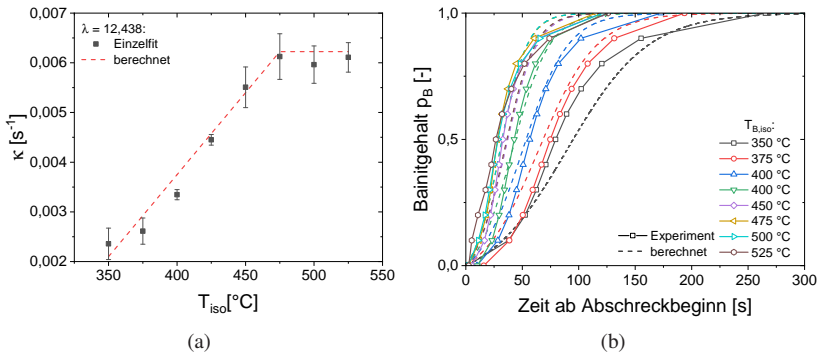 (a)
λ = 12,438:
Einzelfit
berechnet
0,007
0,006
0,005
0,004
0,003
0,002
κ [s⁻¹]
350 400 450 500 550
T_iso[°C]
(a)
(b)
1,0
0,5
0,0
Bainitgehalt p_B [-]
T_B,iso:
350 °C
375 °C
400 °C
400 °C
450 °C
475 °C
500 °C
525 °C
Experiment
berechnet
0 50 100 150 200 250 300
Zeit ab Abschreckbeginn [s]
(b)